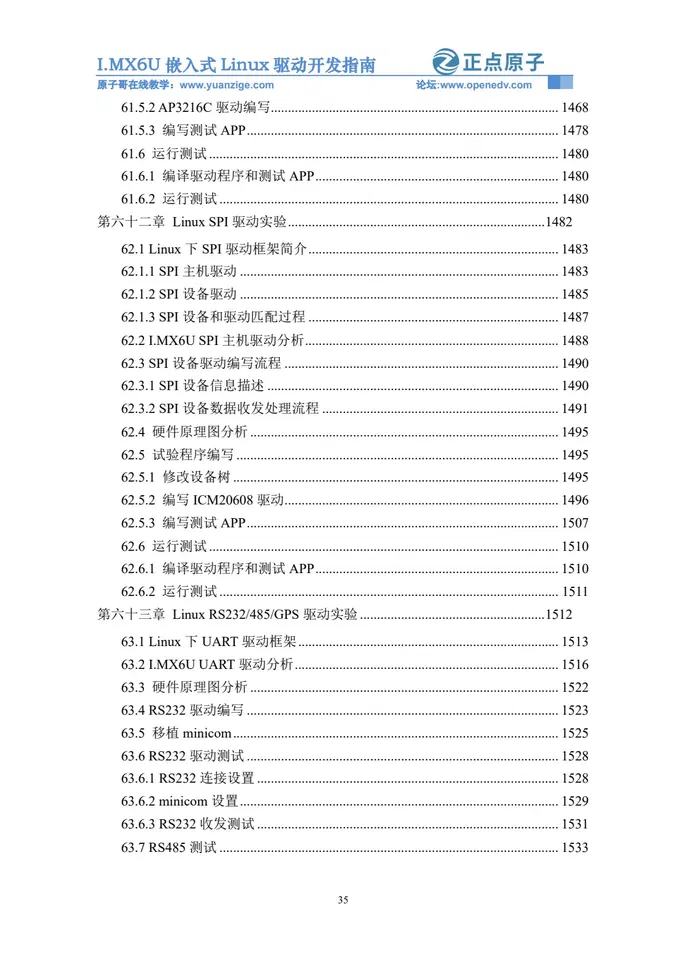 I.MX6U 嵌入式 Linux 驱动开发指南
正点原子
原子哥在线教学：www.yuanzige.com 论坛:www.openedv.com
61.5.2 AP3216C 驱动编写.................................................................................... 1468
61.5.3 编写测试 APP........................................................................................... 1478
61.6 运行测试...................................................................................................... 1480
61.6.1 编译驱动程序和测试 APP....................................................................... 1480
61.6.2 运行测试................................................................................................... 1480
第六十二章 Linux SPI 驱动实验...........................................................................1482
62.1 Linux 下 SPI 驱动框架简介......................................................................... 1483
62.1.1 SPI 主机驱动............................................................................................. 1483
62.1.2 SPI 设备驱动............................................................................................. 1485
62.1.3 SPI 设备和驱动匹配过程......................................................................... 1487
62.2 I.MX6U SPI 主机驱动分析.......................................................................... 1488
62.3 SPI 设备驱动编写流程................................................................................ 1490
62.3.1 SPI 设备信息描述..................................................................................... 1490
62.3.2 SPI 设备数据收发处理流程..................................................................... 1491
62.4 硬件原理图分析.......................................................................................... 1495
62.5 试验程序编写.............................................................................................. 1495
62.5.1 修改设备树............................................................................................... 1495
62.5.2 编写 ICM20608 驱动................................................................................ 1496
62.5.3 编写测试 APP........................................................................................... 1507
62.6 运行测试...................................................................................................... 1510
62.6.1 编译驱动程序和测试 APP....................................................................... 1510
62.6.2 运行测试................................................................................................... 1511
第六十三章 Linux RS232/485/GPS 驱动实验......................................................1512
63.1 Linux 下 UART 驱动框架............................................................................ 1513
63.2 I.MX6U UART 驱动分析............................................................................. 1516
63.3 硬件原理图分析.......................................................................................... 1522
63.4 RS232 驱动编写........................................................................................... 1523
63.5 移植 minicom............................................................................................... 1525
63.6 RS232 驱动测试........................................................................................... 1528
63.6.1 RS232 连接设置........................................................................................ 1528
63.6.2 minicom 设置............................................................................................. 1529
63.6.3 RS232 收发测试........................................................................................ 1531
63.7 RS485 测试................................................................................................... 1533
35